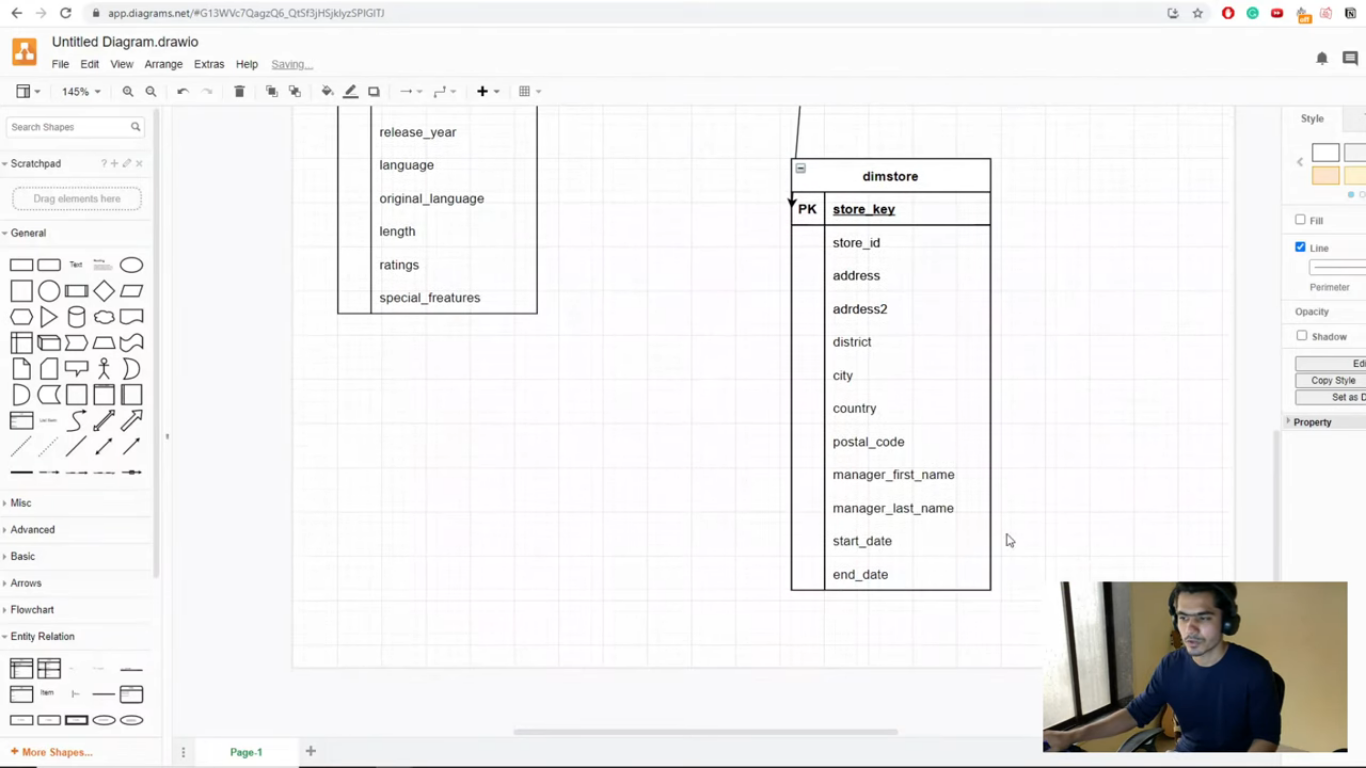 app.diagrams.net/#G13WVc7QagzQ6_QtSf3jHSjklyzSPIGlTJ
Untitled Diagram.drawio
File Edit View Arrange Extras Help Saving...
145%
Search Shapes
Scratchpad
Drag elements here
General
Text
Misc
Advanced
Basic
Arrows
Flowchart
Entity Relation
Item
+ More Shapes...
release_year
language
original_language
length
ratings
special_freatures
dimstore
PK store_key
store_id
address
adrdess2
district
city
country
postal_code
manager_first_name
manager_last_name
start_date
end_date
Page-1
off
Style
Fill
Line
Perimeter
Opacity
Shadow
Edi
Copy Style
Set as D
Property